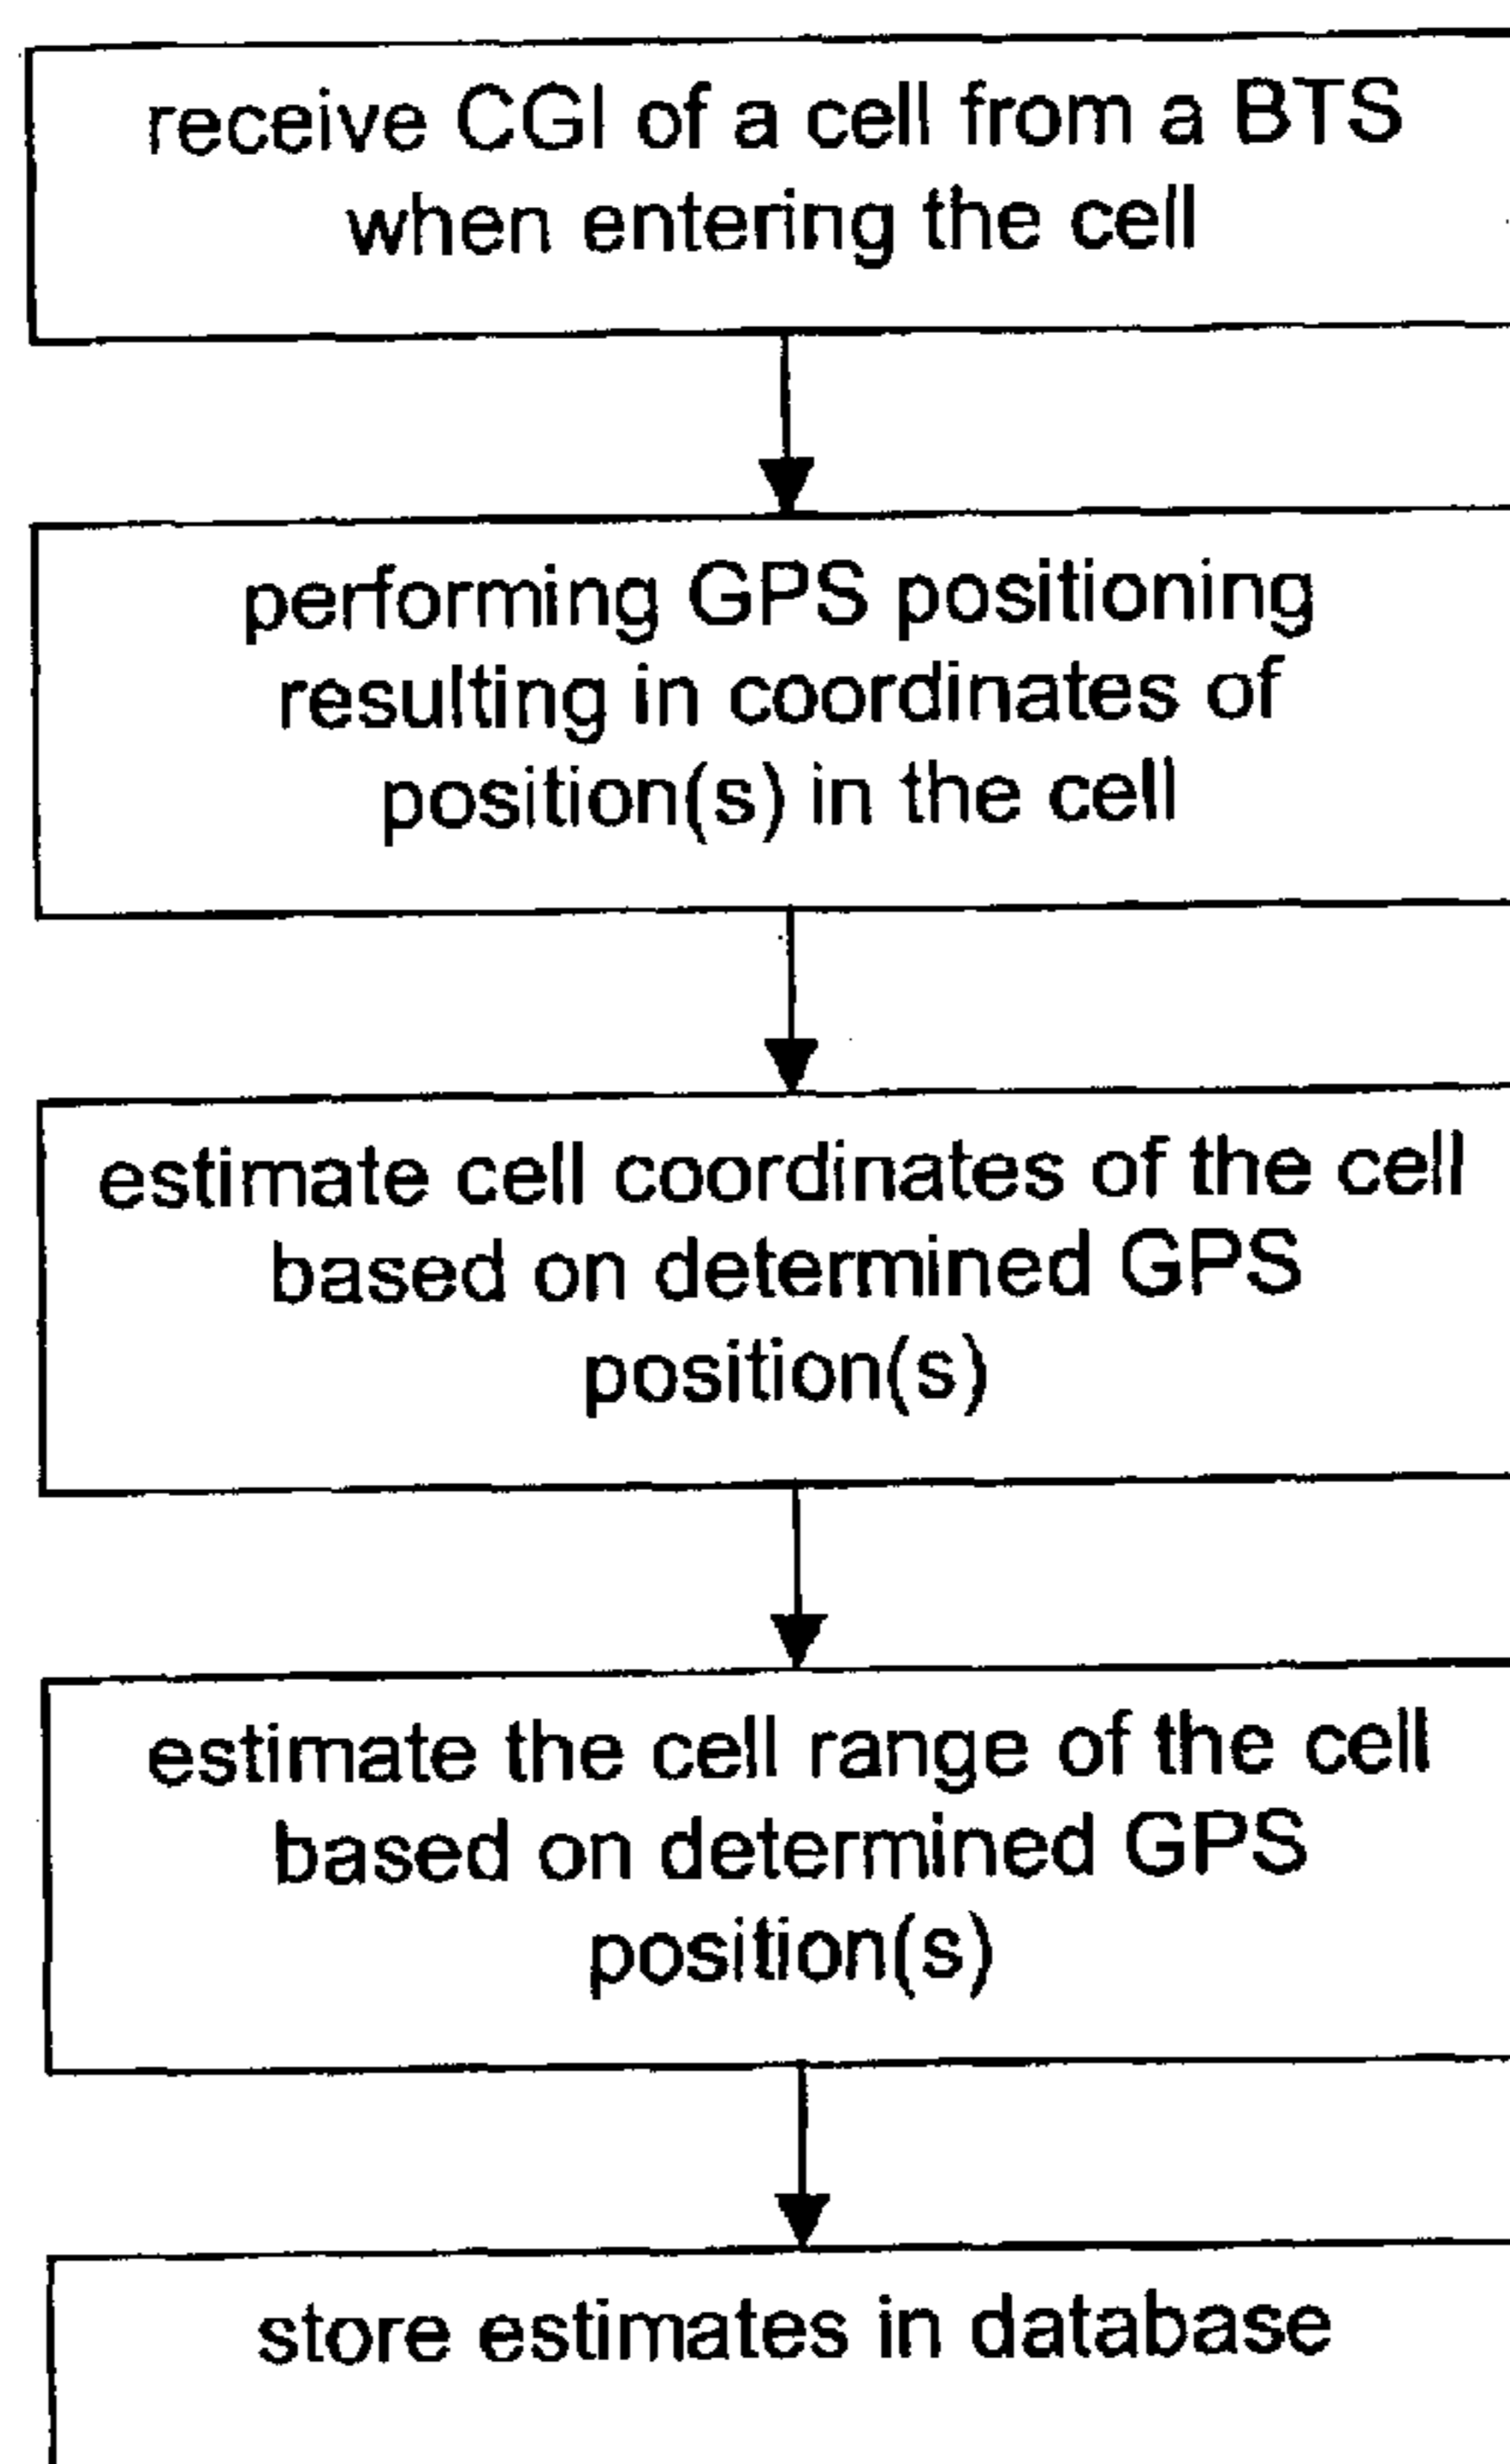 receive CGI of a cell from a BTS
when entering the cell
performing GPS positioning
resulting in coordinates of
position(s) in the cell
estimate cell coordinates of the cell
based on determined GPS
position(s)
estimate the cell range of the cell
based on determined GPS
position(s)
store estimates in database